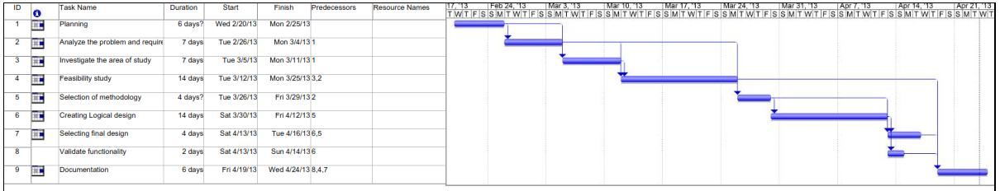 ID Task Name Duration Start Finish Predecessors Resource Names 17, '13 Feb 24, '13 Mar 3, '13 Mar 10, '13 Mar 17, '13 Mar 24, '13 Mar 31, '13 Apr 7, '13 Apr 14, '13 Apr 21, '13
T W T F S S M T W T F S S M T W T F S S M T W T F S S M T W T F S S M T W T F S S M T W T F S S M T W T F S S M T W T F S S M T W T
1 Planning 6 days? Wed 2/20/13 Mon 2/25/13
2 Analyze the problem and require 7 days Tue 2/26/13 Mon 3/4/13 1
3 Investigate the area of study 7 days Tue 3/5/13 Mon 3/11/13 1
4 Feasibility study 14 days Tue 3/12/13 Mon 3/25/13 3,2
5 Selection of methodology 4 days? Tue 3/26/13 Fri 3/29/13 2
6 Creating Logical design 14 days Sat 3/30/13 Fri 4/12/13 5
7 Selecting final design 4 days Sat 4/13/13 Tue 4/16/13 6,5
8 Validate functionality 2 days Sat 4/13/13 Sun 4/14/13 6
9 Documentation 6 days Fri 4/19/13 Wed 4/24/13 8,4,7